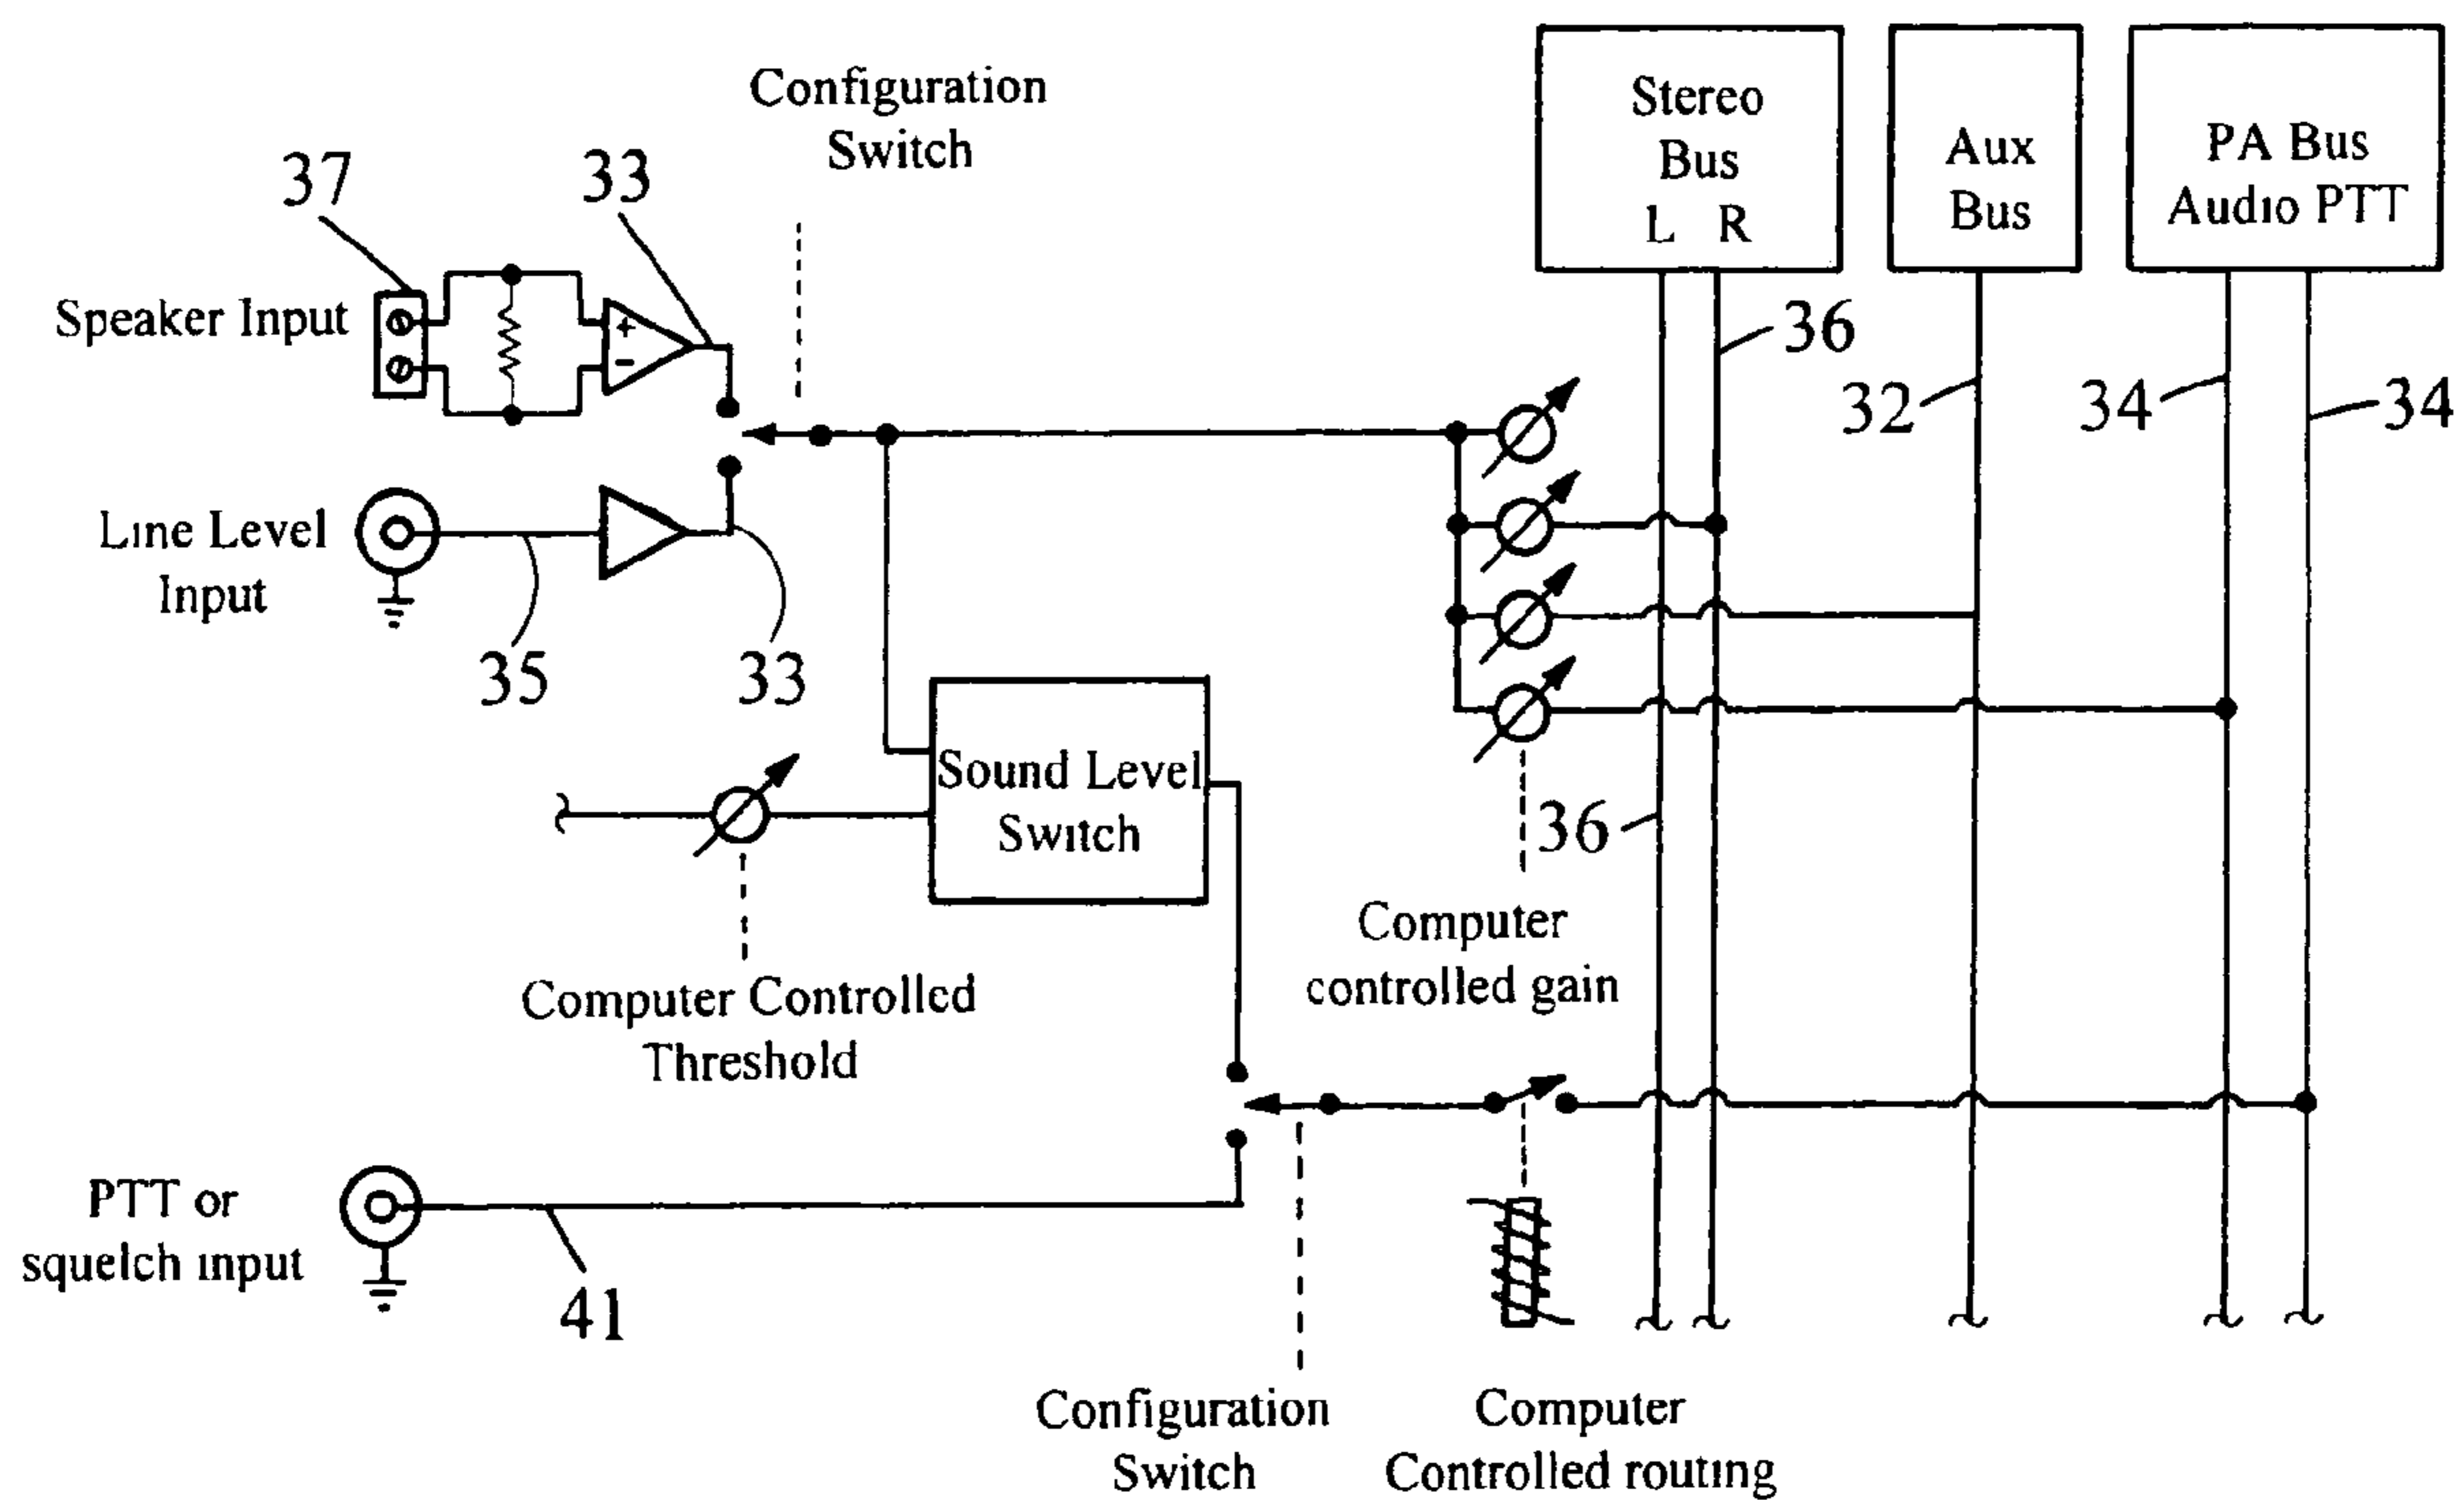 Configuration
Switch
37
33
Speaker Input
+
-
Line Level
Input
35
33
Stereo
Bus
L R
Aux
Bus
PA Bus
Audio PTT
36
32
34
34
Sound Level
Switch
36
Computer Controlled
Threshold
Computer
controlled gain
PTT or
squelch input
41
Configuration
Switch
Computer
Controlled routing